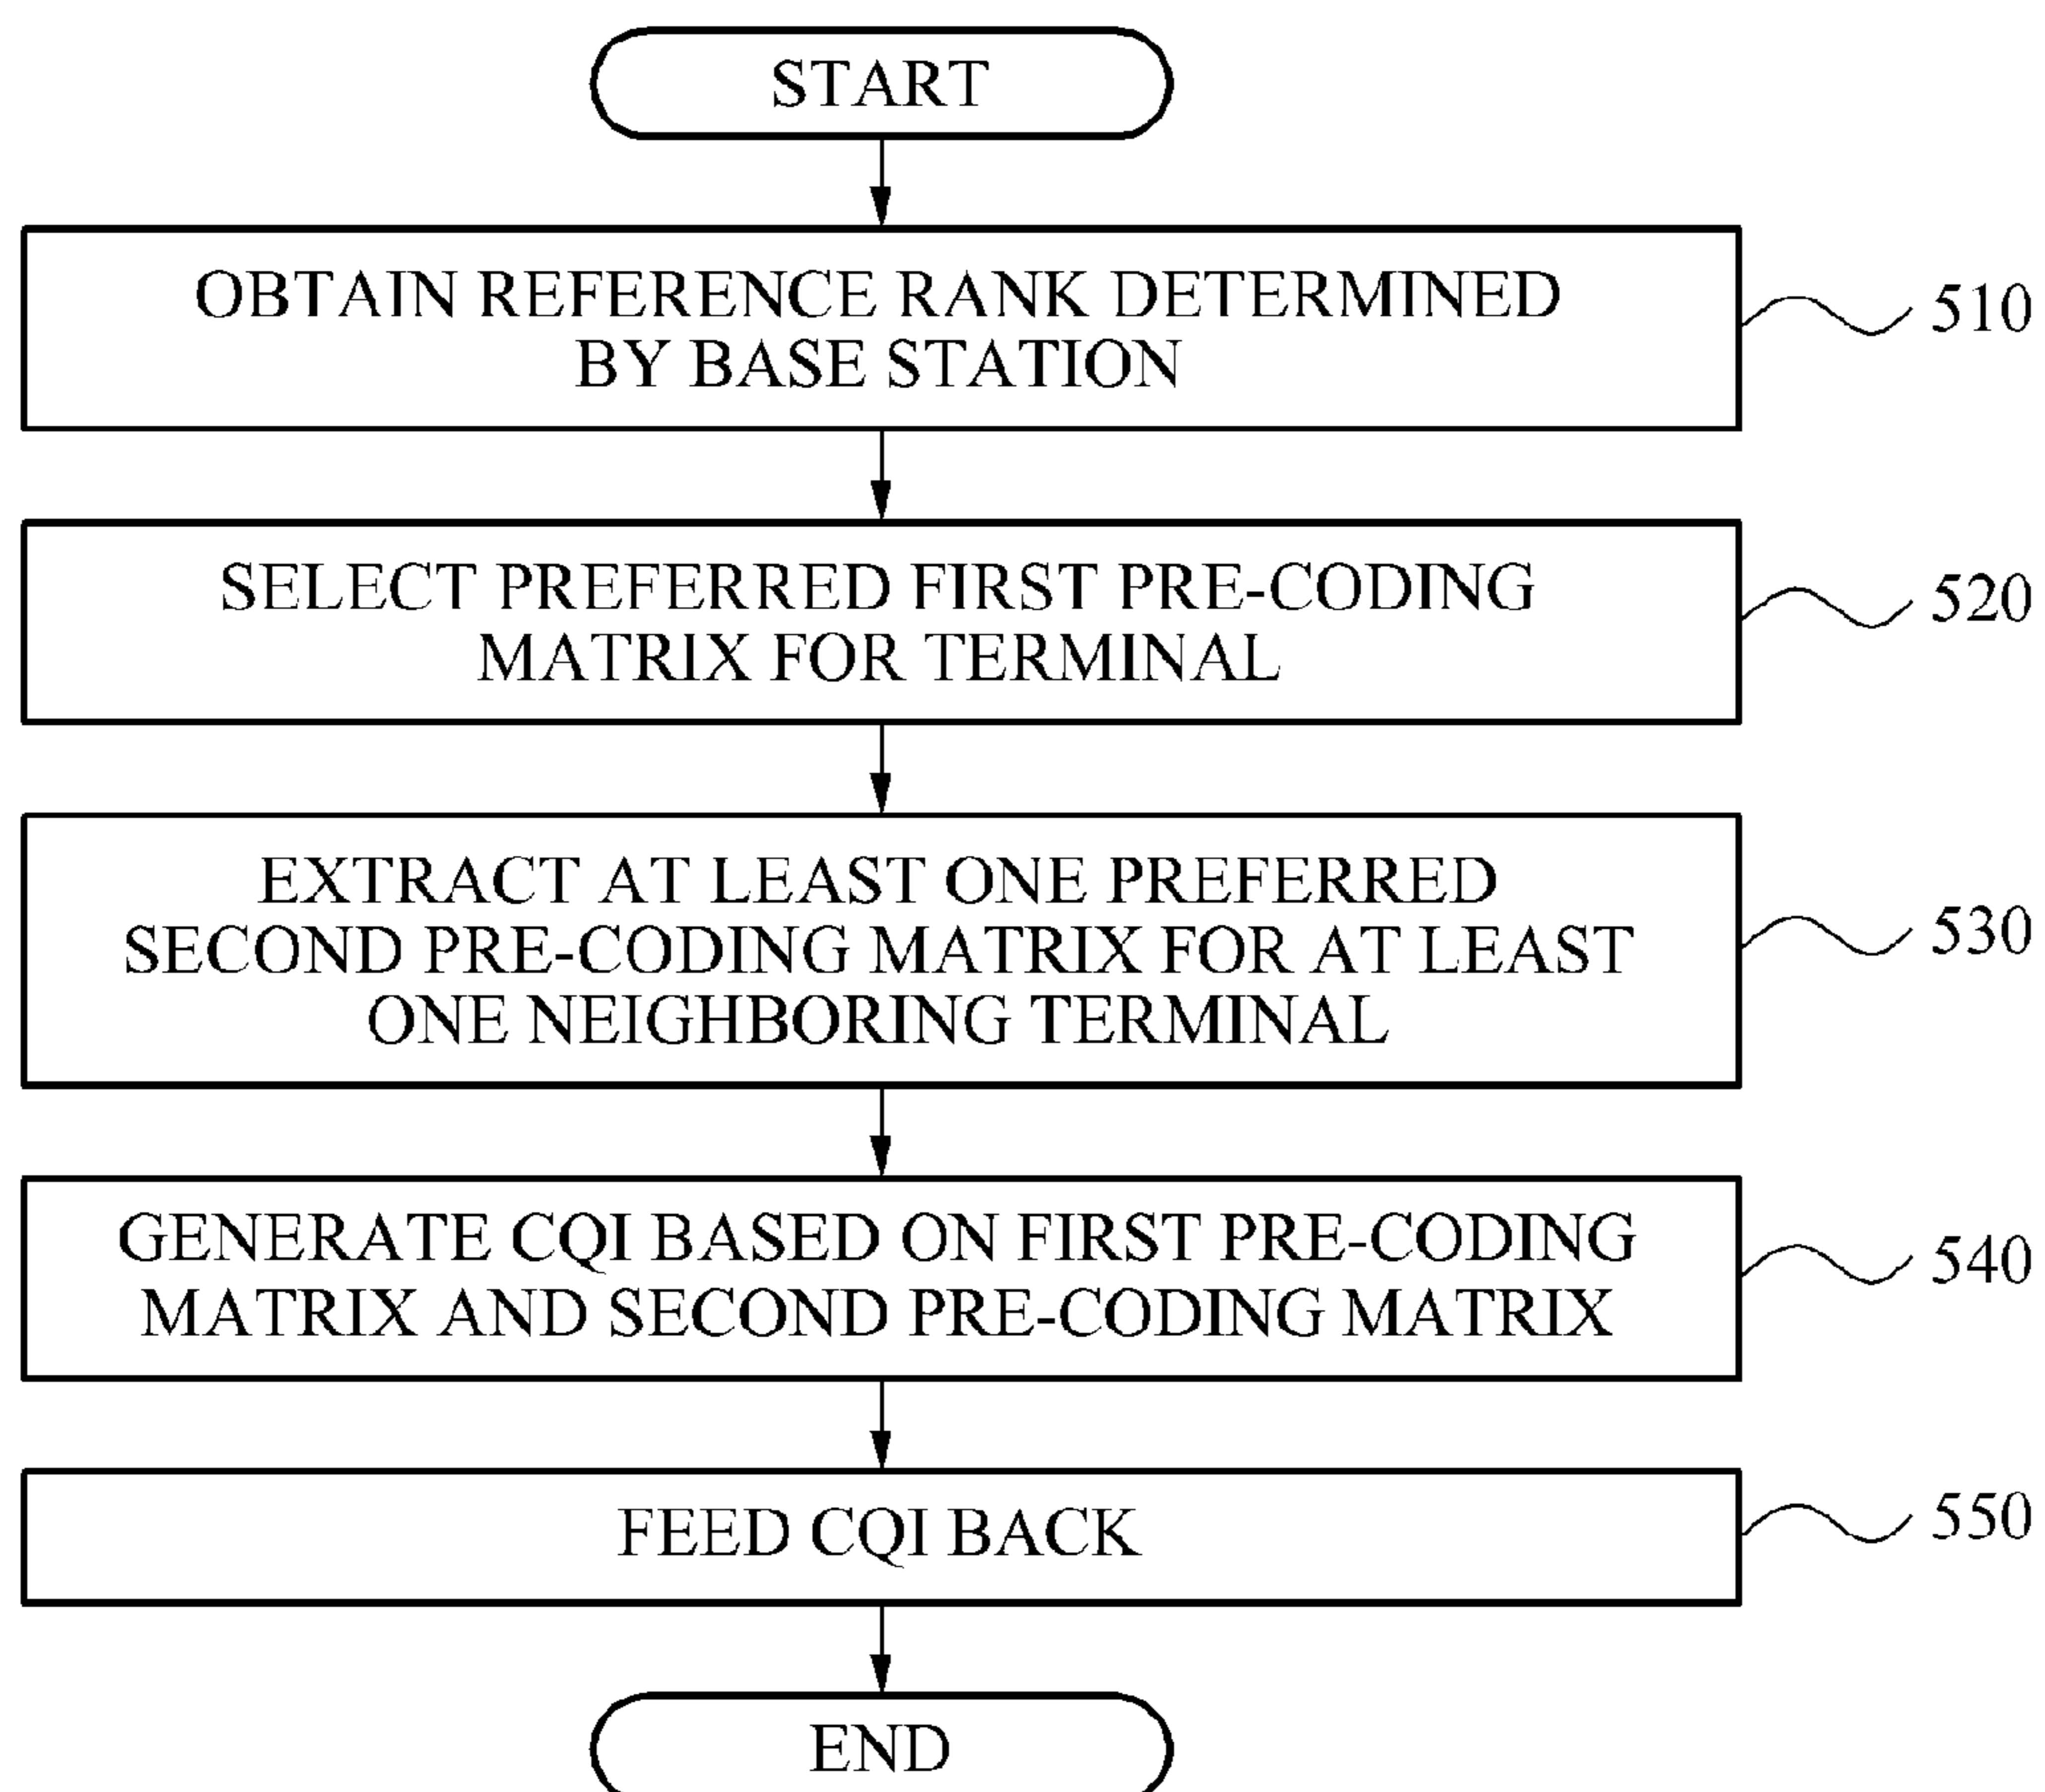 START
OBTAIN REFERENCE RANK DETERMINED
BY BASE STATION
510
SELECT PREFERRED FIRST PRE-CODING
MATRIX FOR TERMINAL
520
EXTRACT AT LEAST ONE PREFERRED
SECOND PRE-CODING MATRIX FOR AT LEAST
ONE NEIGHBORING TERMINAL
530
GENERATE CQI BASED ON FIRST PRE-CODING
MATRIX AND SECOND PRE-CODING MATRIX
540
FEED CQI BACK
550
END